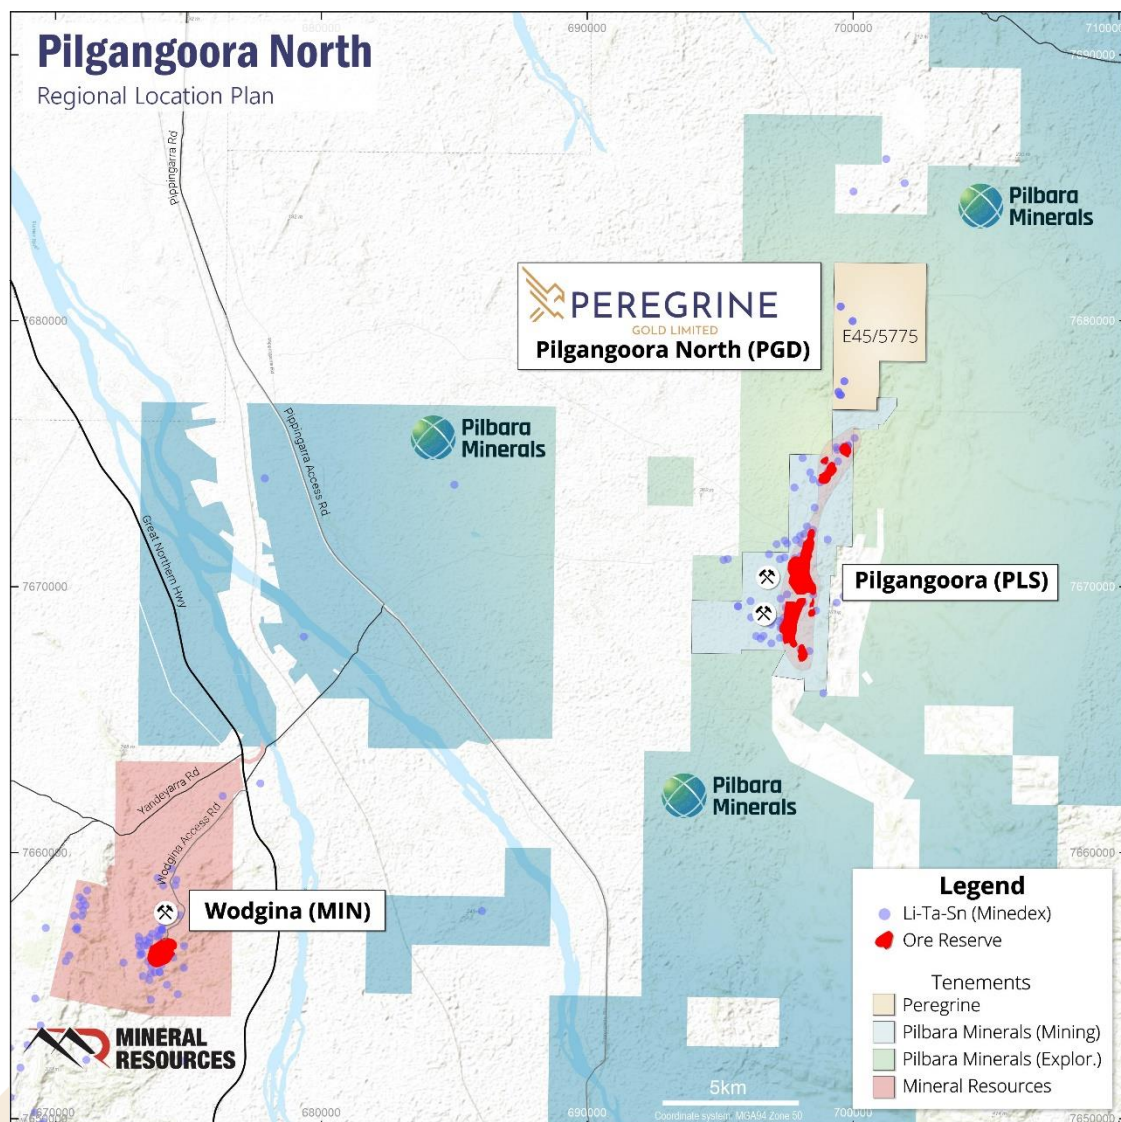 Pilgangoora North
Regional Location Plan
680000
690000
700000
710000
7690000
Pippingarra Rd
Pilbara
Minerals
PEREGRINE
GOLD LIMITED
Pilgangoora North (PGD)
E45/5775
7680000
7680000
Pippingarra Access Rd
Pilbara
Minerals
Great Northern Hwy
7670000
Pilgangoora (PLS)
7670000
Yandeyarra Rd
Wodgina Access Rd
Pilbara
Minerals
7660000
7660000
Wodgina (MIN)
MINERAL
RESOURCES
Legend
Li-Ta-Sn (Minedex)
Ore Reserve
Tenements
Peregrine
Pilbara Minerals (Mining)
Pilbara Minerals (Explor.)
Mineral Resources
5km
Coordinate system: MGA94 Zone 50
670000
680000
690000
700000
7650000
7650000